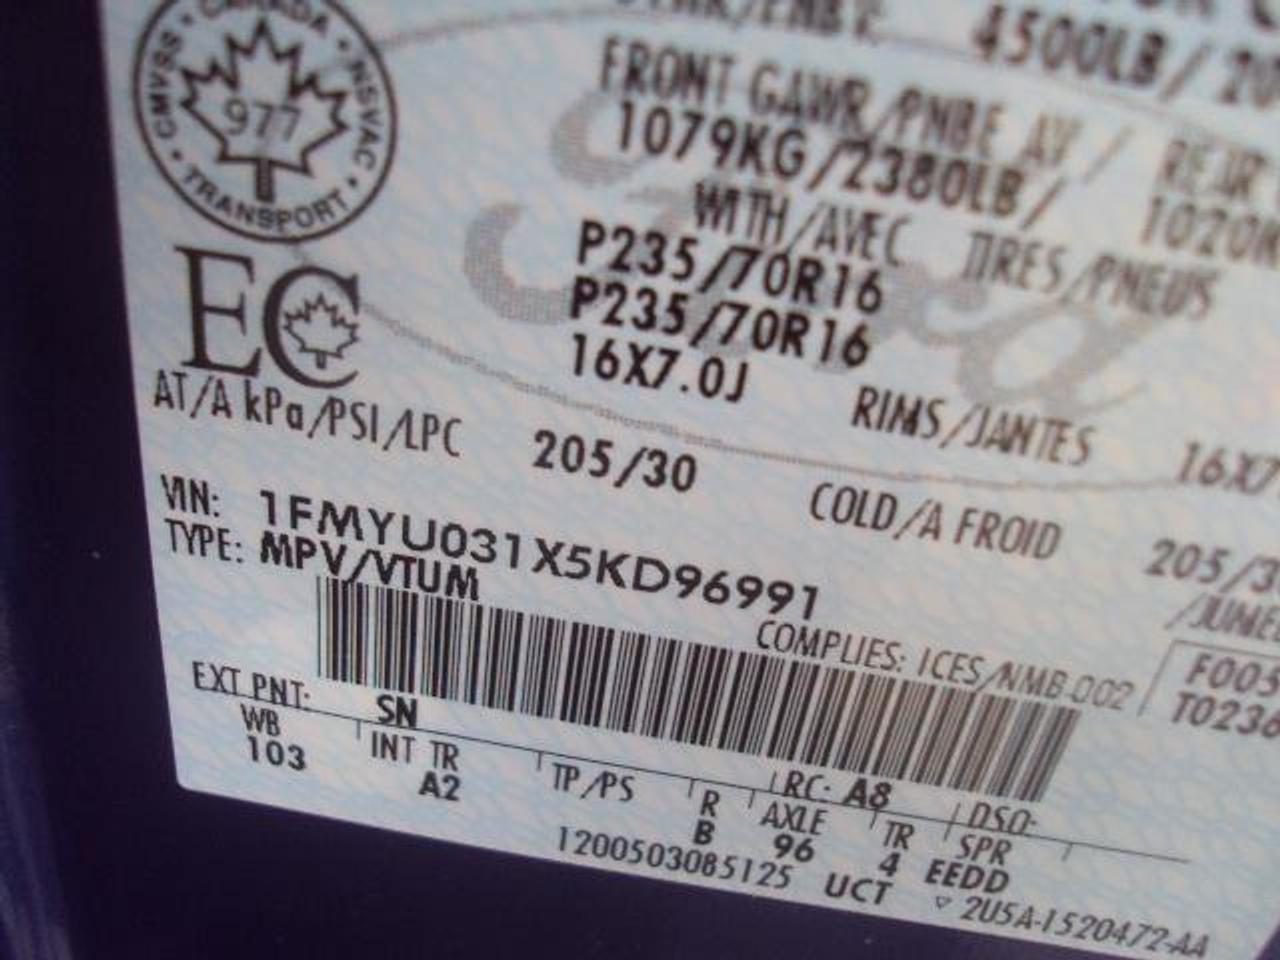 CANADA
CMVSS • NSVAC
977
TRANSPORT
4500LB/20
FRONT GAWR/PNBE AV / REAR
1079KG/2380LB/ 1020K
WITH/AVEC TIRES/PNEUS
P235/70R16
P235/70R16
EC
16X7.0J RIMS/JANTES 16X7
AT/A kPa/PSI/LPC 205/30 COLD/A FROID 205/30
VIN: 1FMYU031X5KD96991
TYPE: MPV/VTUM
COMPLIES: ICES/NMB-002 F005
T0236
EXT PNT: SN RC: A8 DSO:
WB INT TR TP/PS R AXLE TR SPR
103 A2 B 96 4 EEDD
1200503085125 UCT ▽ 2U5A-1520472-AA